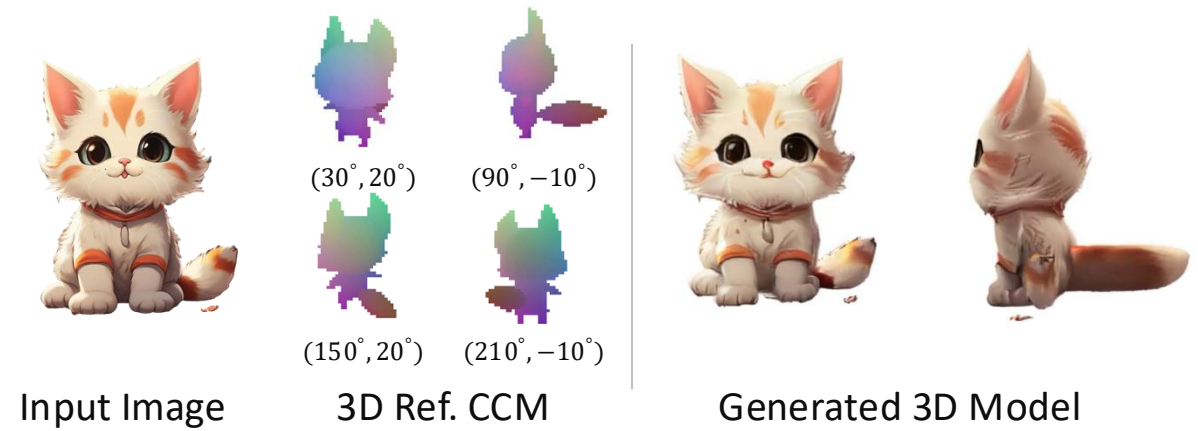 (30°, 20°) (90°, −10°)
(150°, 20°) (210°, −10°)
Input Image 3D Ref. CCM Generated 3D Model